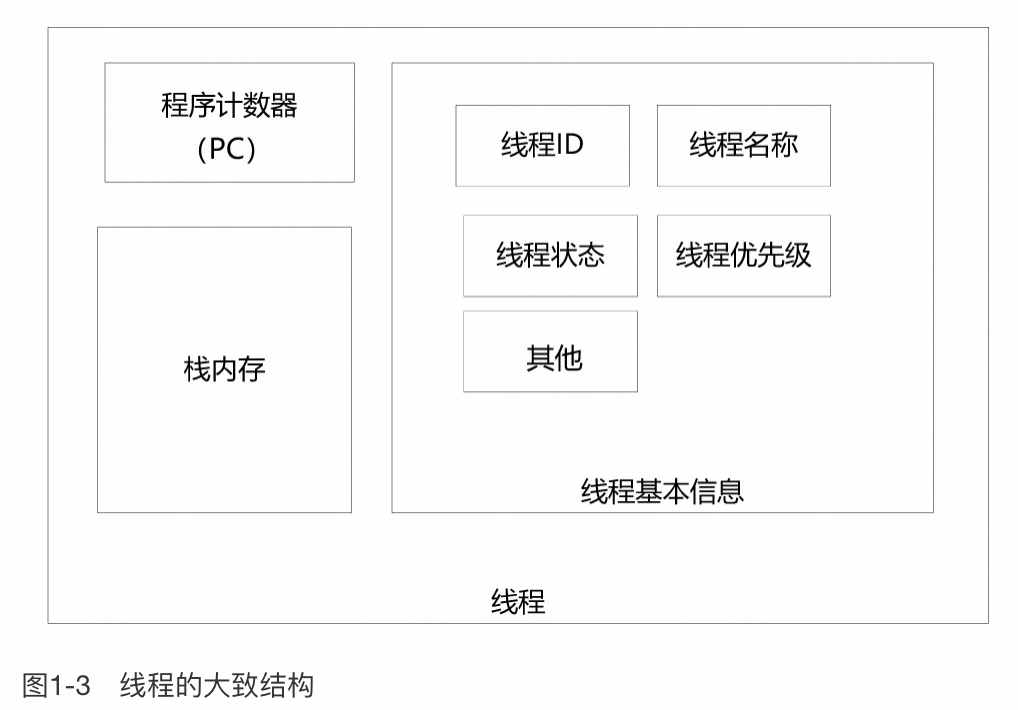 程序计数器
（PC）
线程ID
线程名称
线程状态
线程优先级
其他
栈内存
线程基本信息
线程
图1-3 线程的大致结构